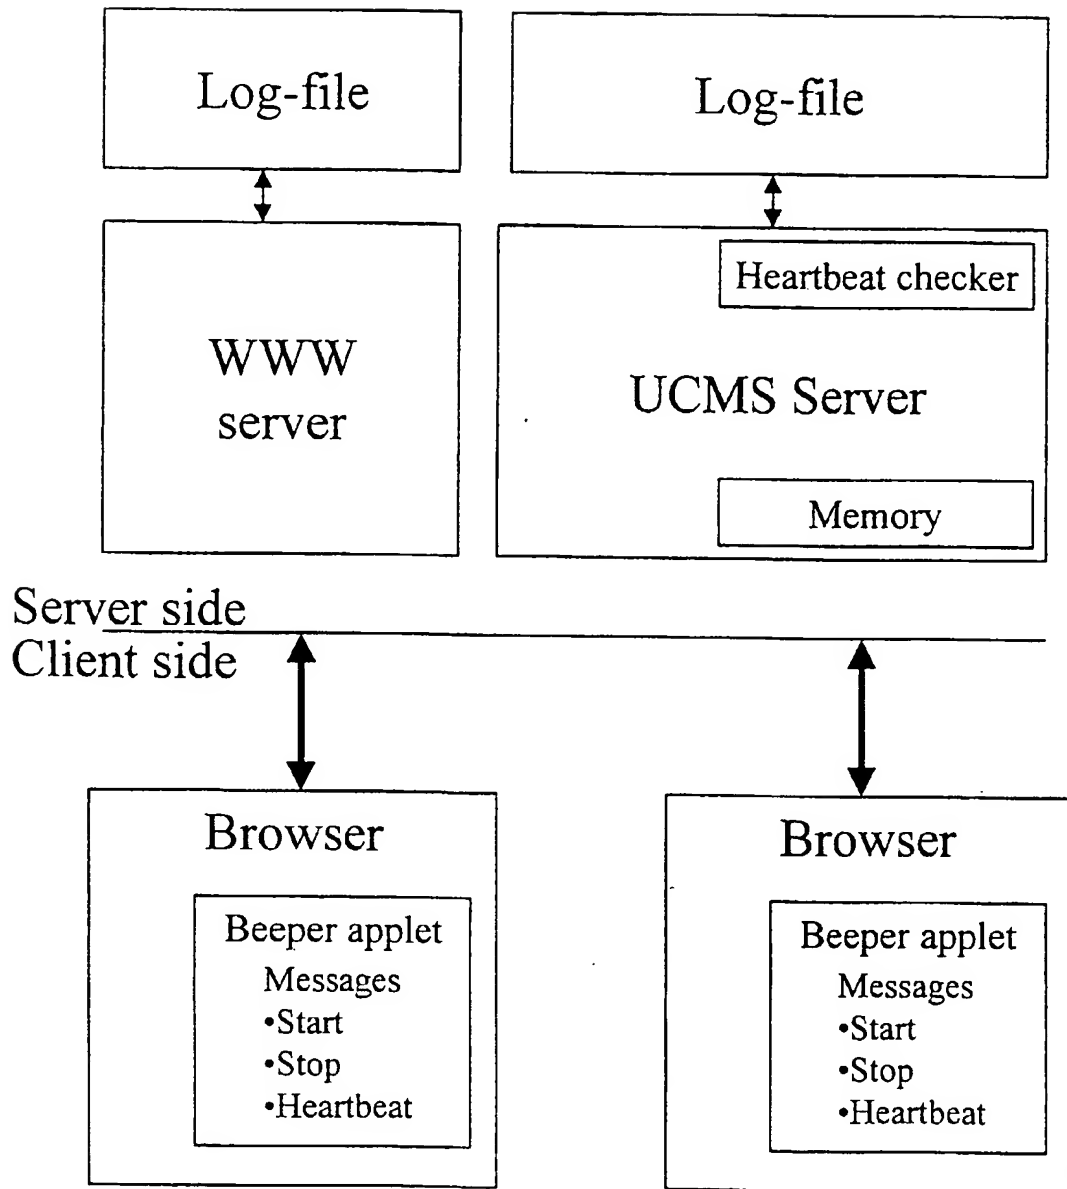 Log-file
Log-file
Heartbeat checker
WWW
server
UCMS Server
Memory
Server side
Client side
Browser
Beeper applet
Messages
•Start
•Stop
•Heartbeat
Browser
Beeper applet
Messages
•Start
•Stop
•Heartbeat